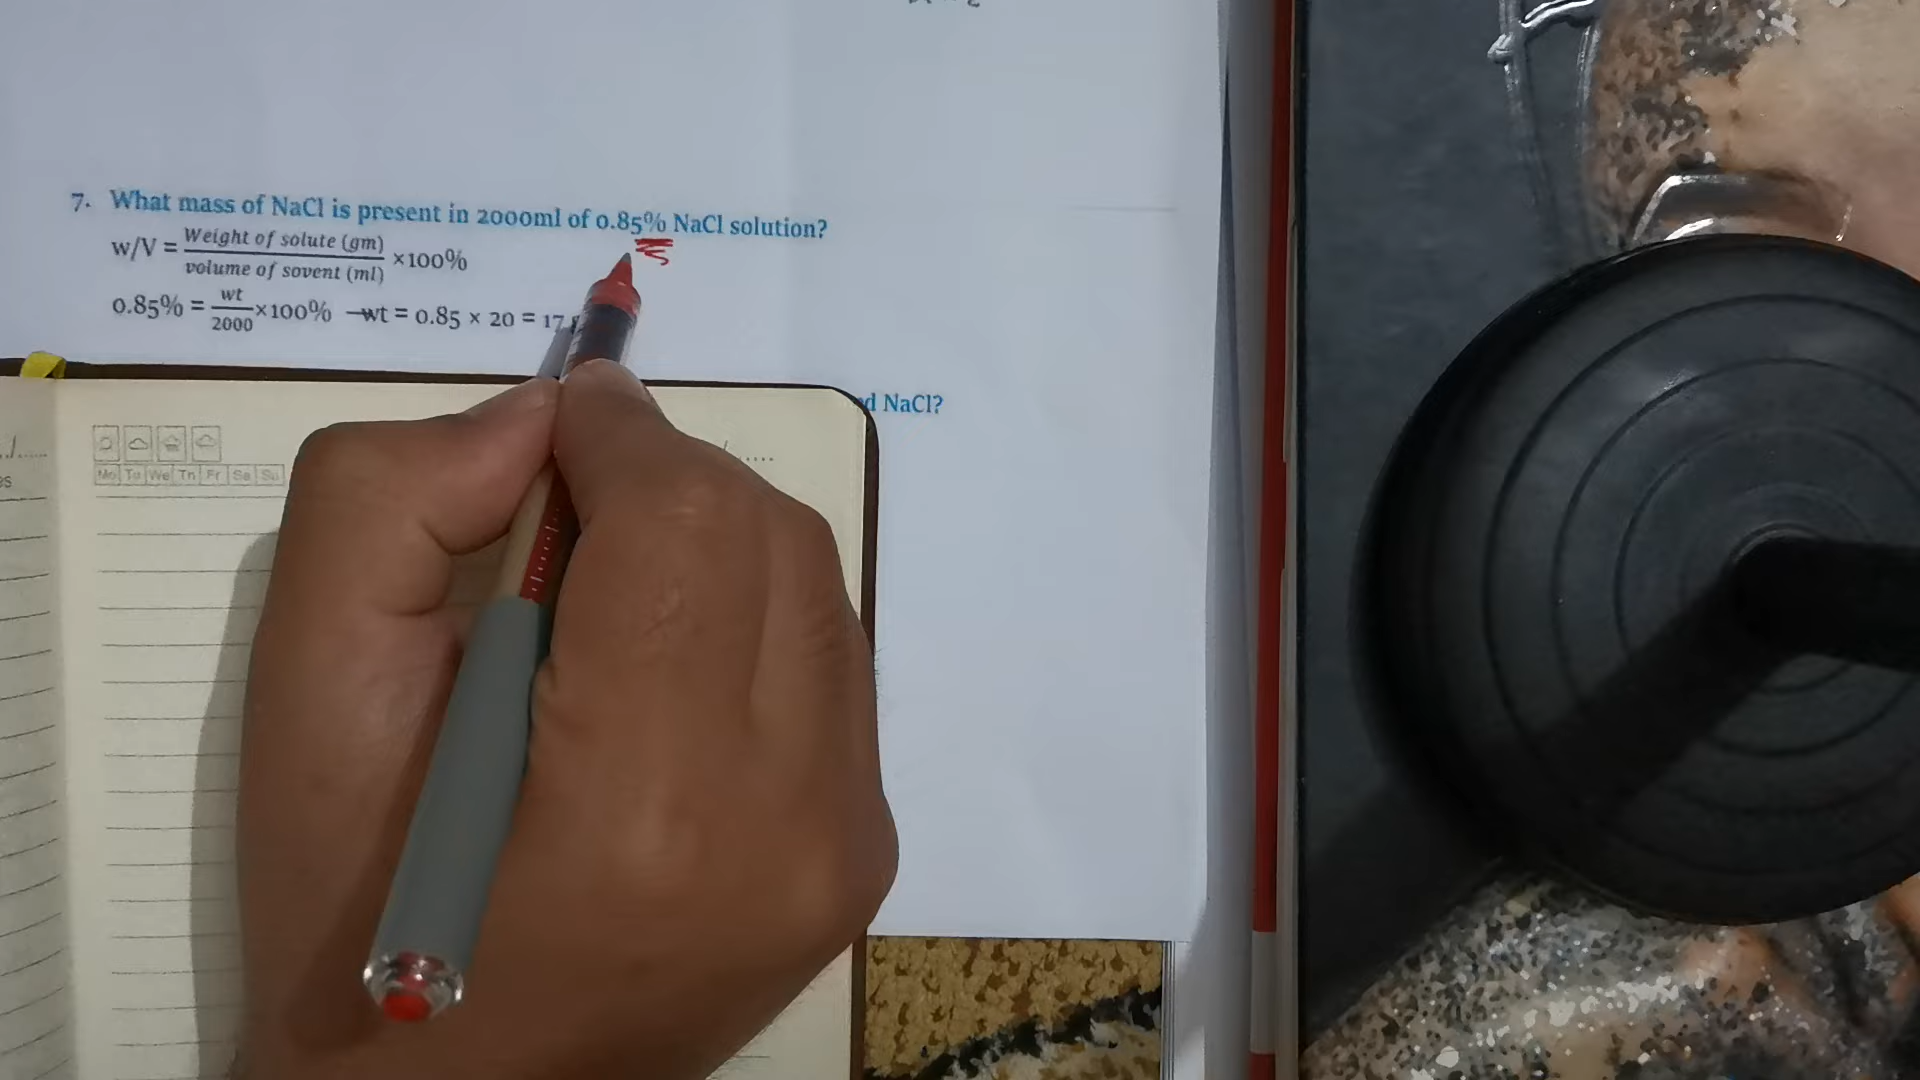 7. What mass of NaCl is present in 2000ml of 0.85% NaCl solution?
w/V = Weight of solute (gm) / volume of sovent (ml) ×100%
0.85% = wt / 2000 ×100% →wt = 0.85 × 20 = 17
NaCl?
Mo Tu We Tn Fr Sa Su